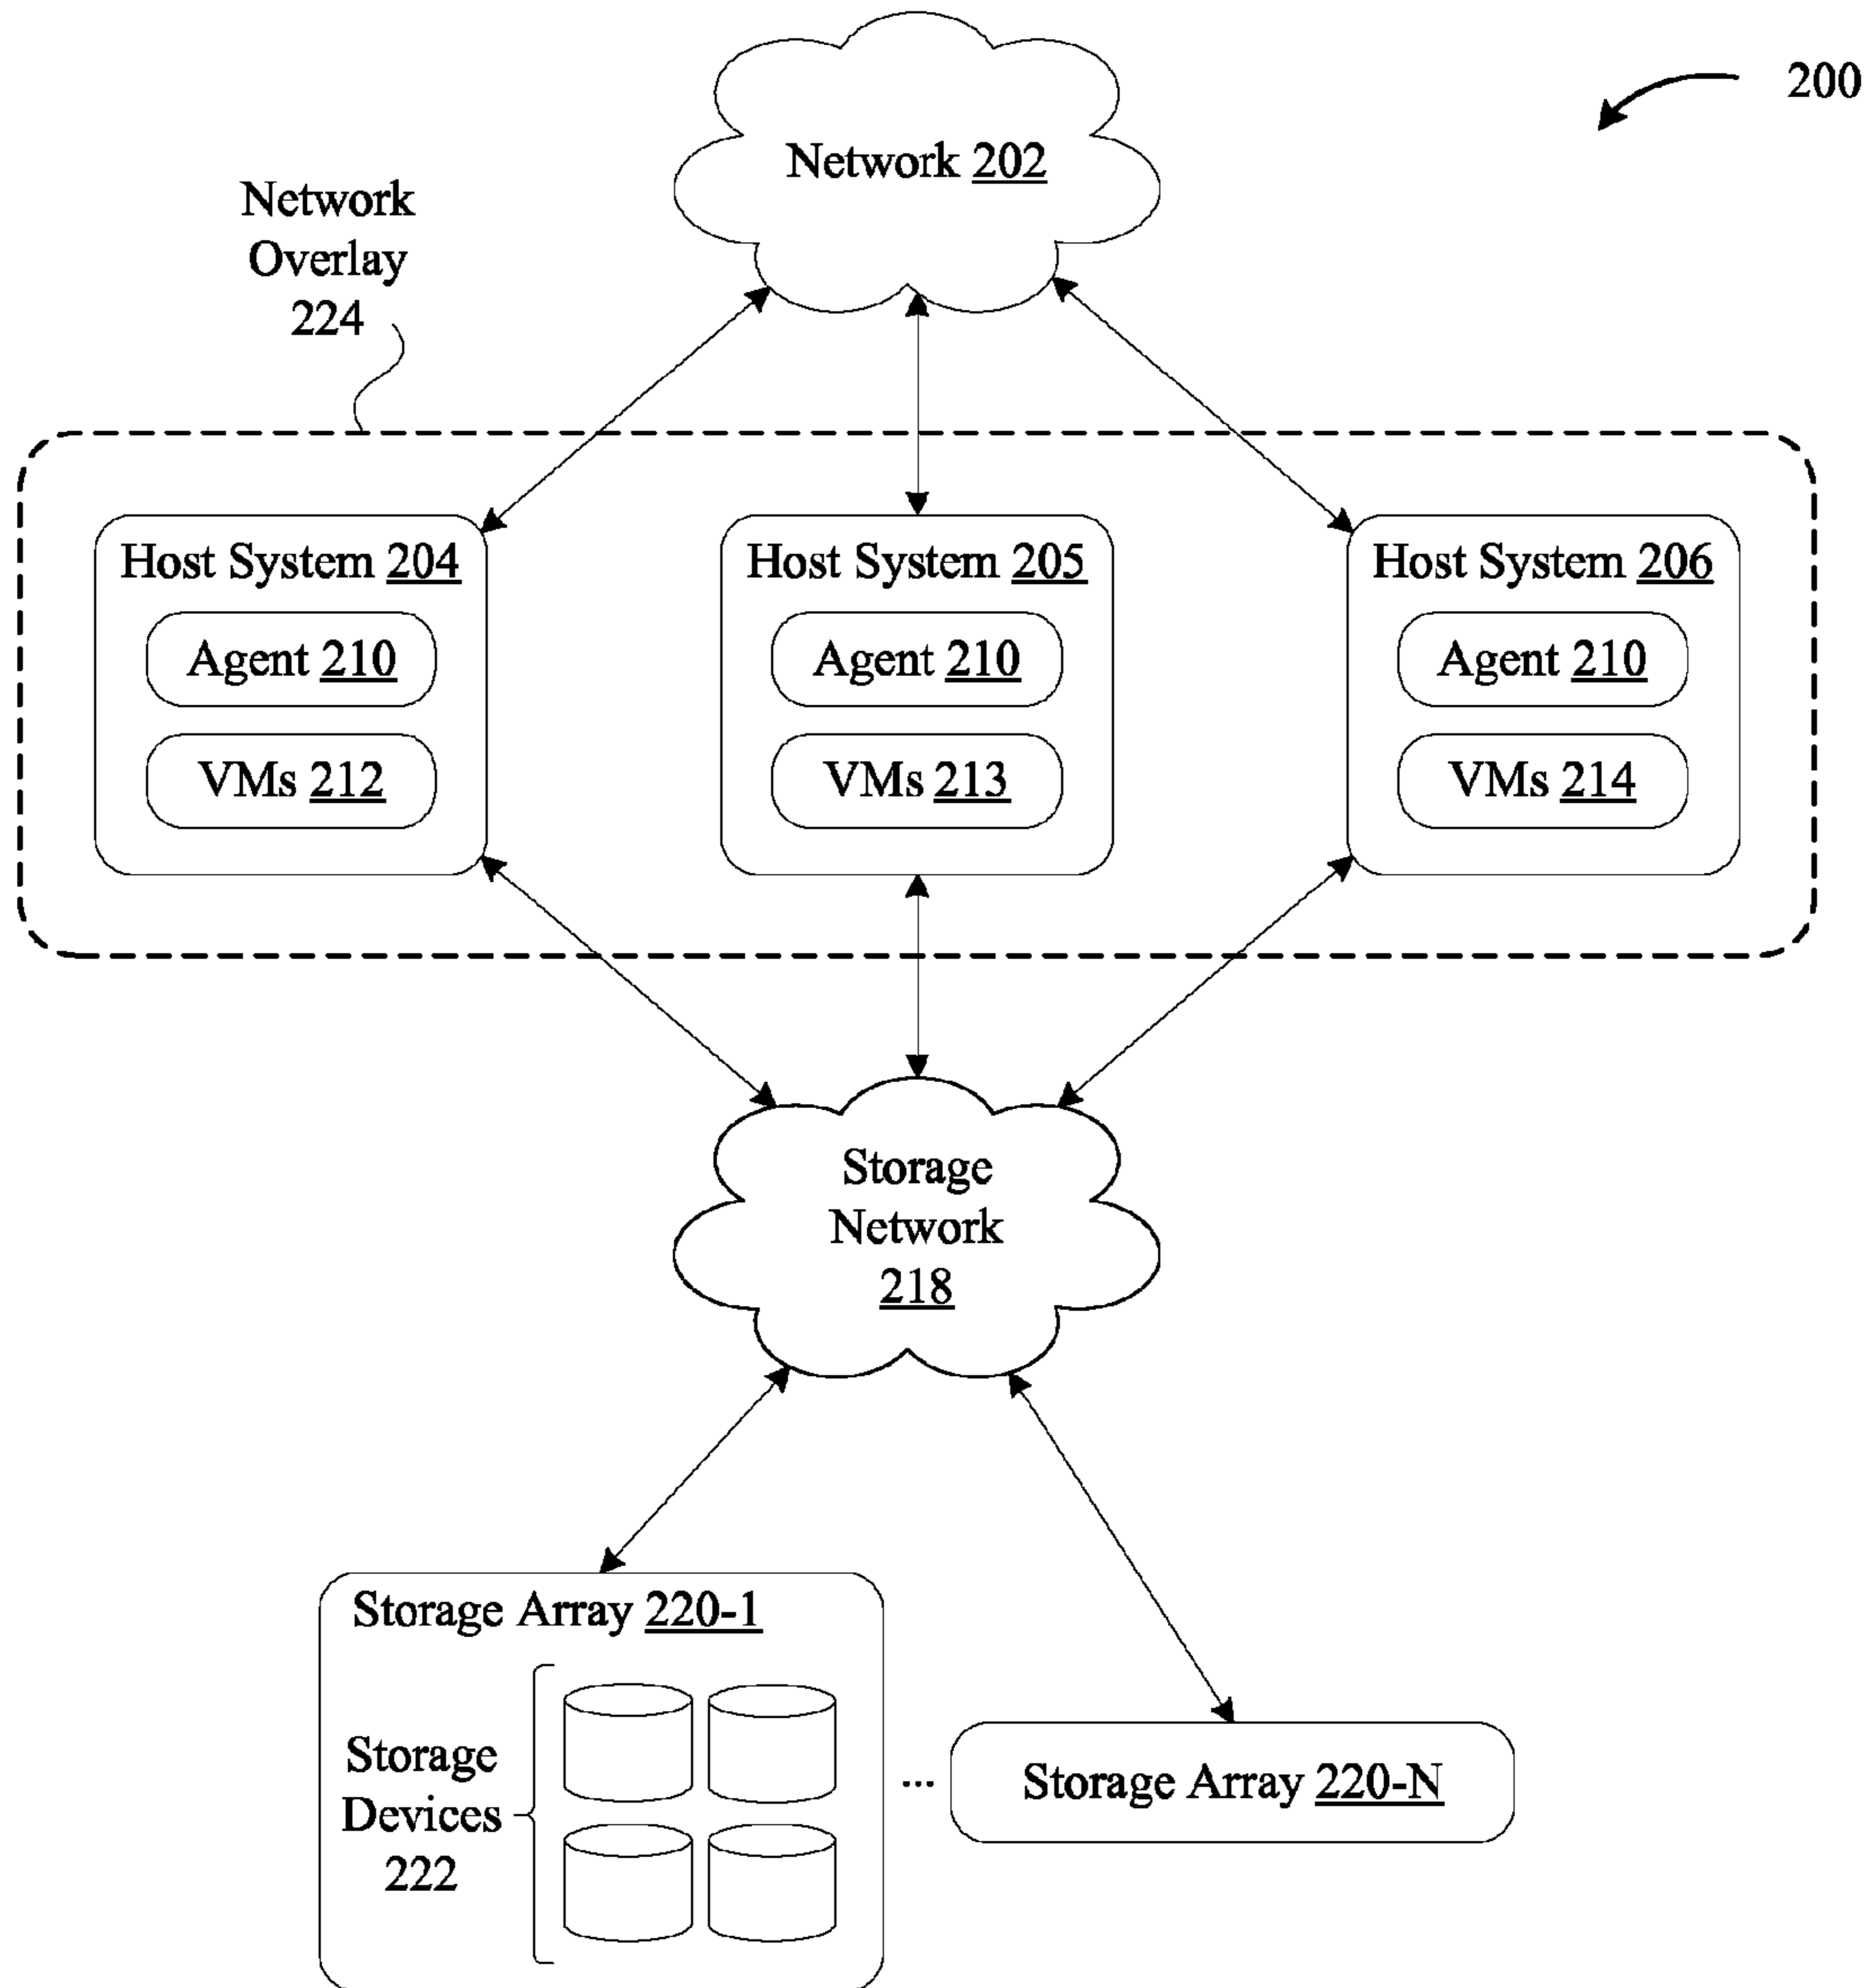 200
Network 202
Network
Overlay
224
Host System 204
Agent 210
VMs 212
Host System 205
Agent 210
VMs 213
Host System 206
Agent 210
VMs 214
Storage
Network
218
Storage Array 220-1
Storage
Devices
222
...
Storage Array 220-N